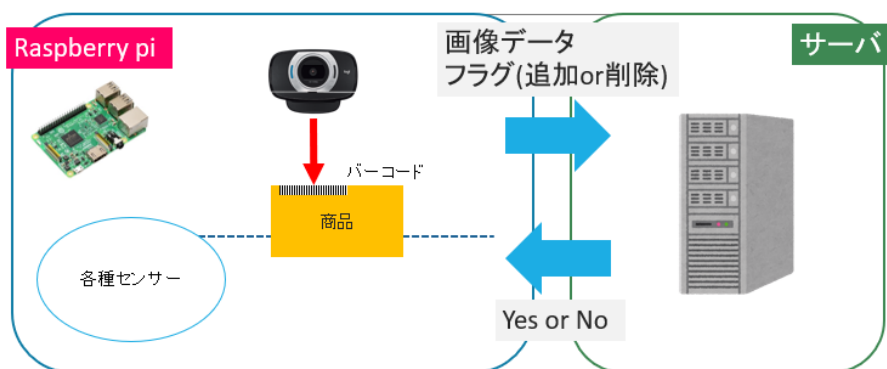 Raspberry pi
画像データ
フラグ(追加or削除)
サーバ
バーコード
商品
各種センサー
Yes or No